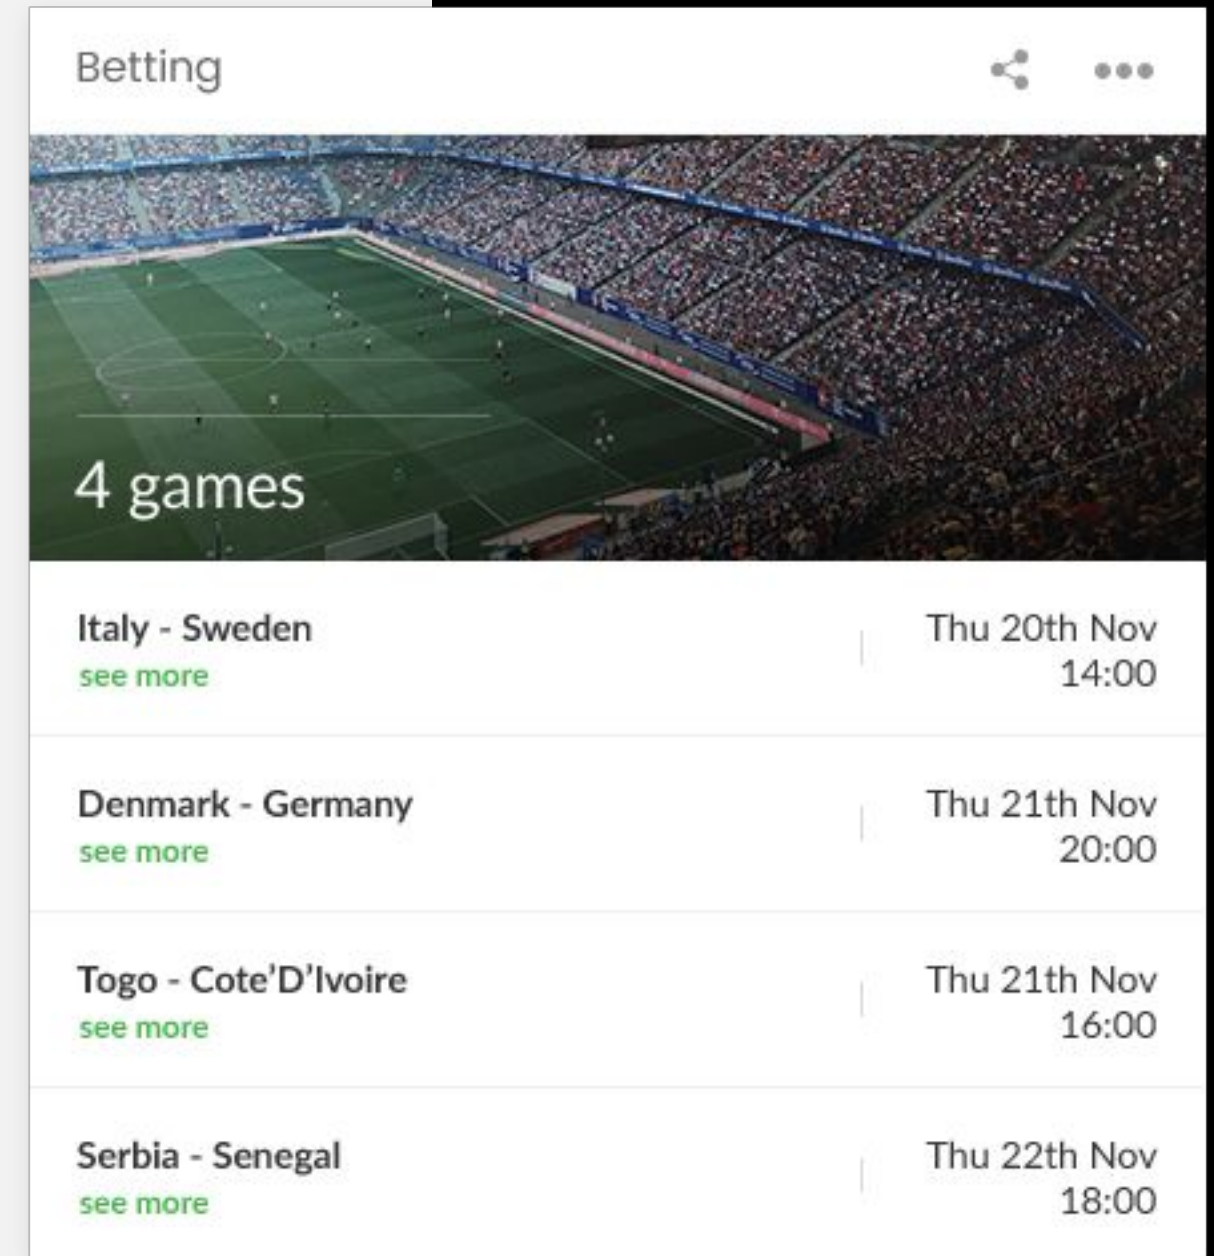 Betting
4 games
Italy - Sweden
see more
Thu 20th Nov
14:00
Denmark - Germany
see more
Thu 21th Nov
20:00
Togo - Cote’D’Ivoire
see more
Thu 21th Nov
16:00
Serbia - Senegal
see more
Thu 22th Nov
18:00